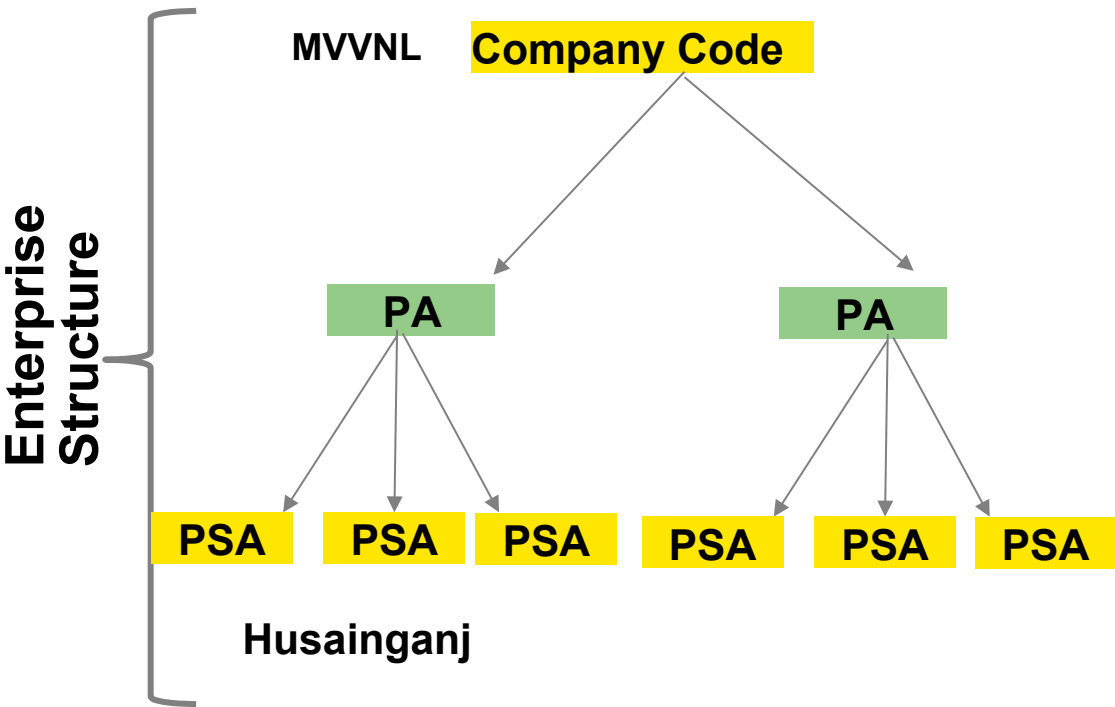 MVVNL
Company Code
Enterprise
Structure
PA
PA
PSA
PSA
PSA
PSA
PSA
PSA
Husainganj